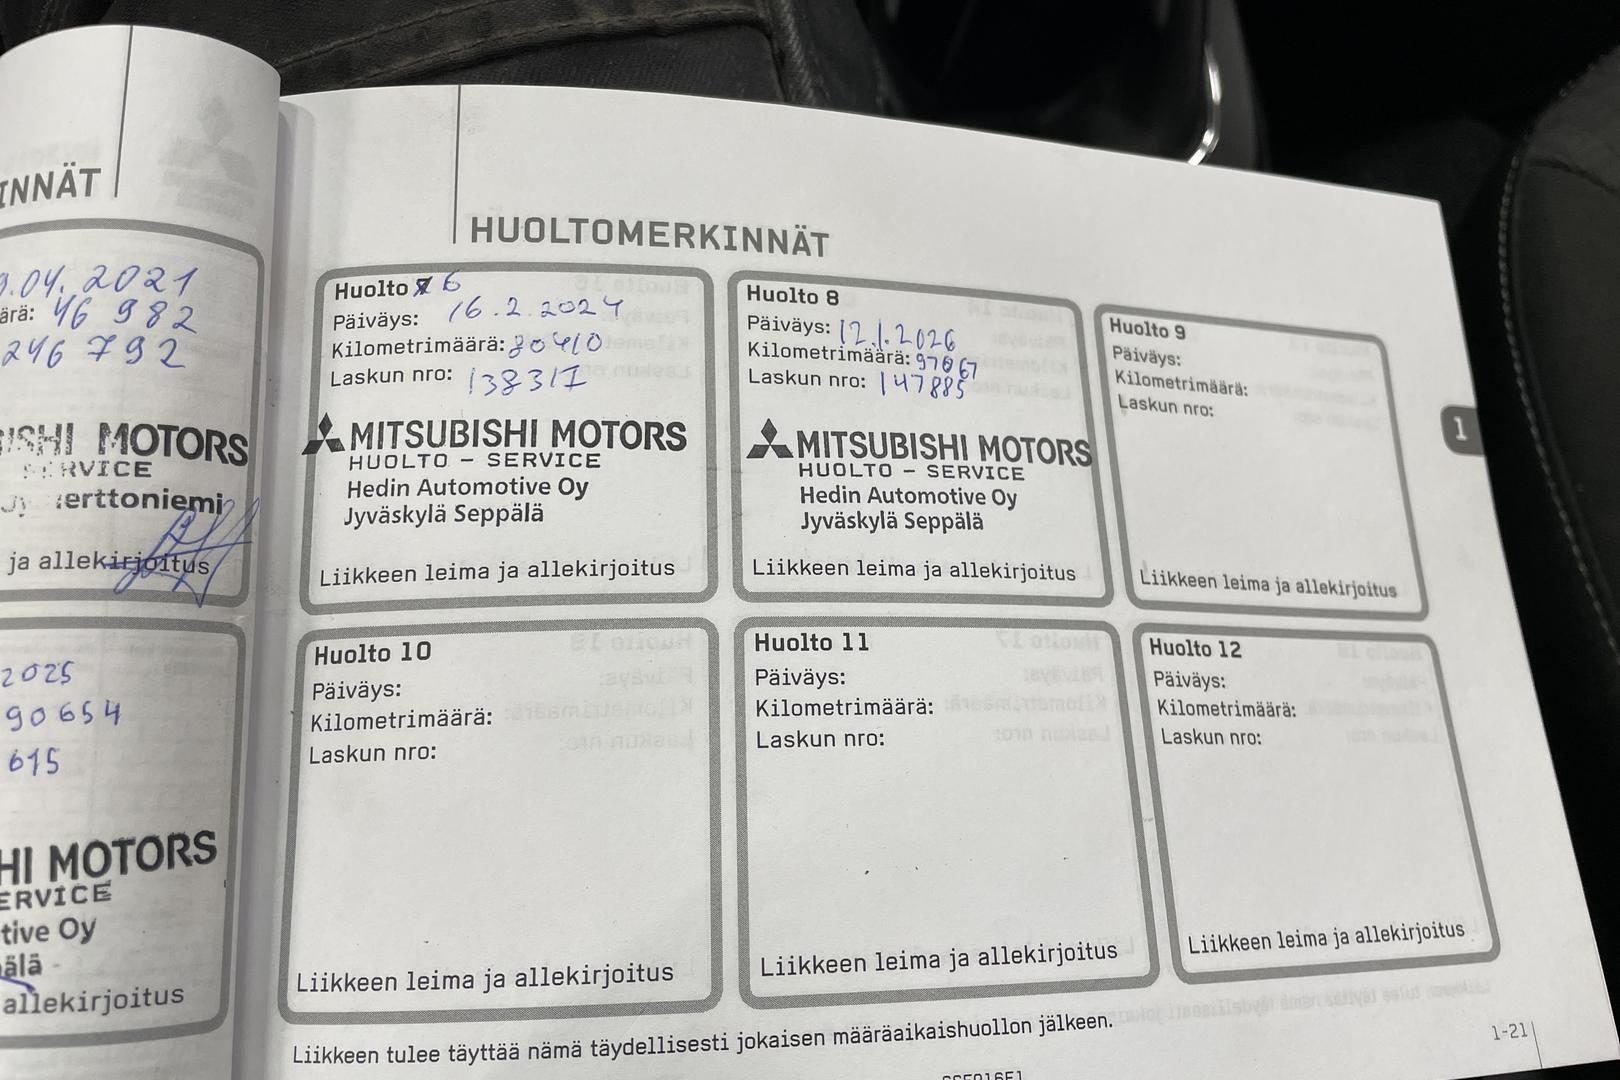 INNÄT
9.04.2021
ärä: 46 982
246 792
ISHI MOTORS
SERVICE
erttoniemi
ja allekirjoitus
2025
90654
615
HI MOTORS
ERVICE
tive Oy
älä
allekirjoitus
HUOLTOMERKINNÄT
Huolto 7 6
Päiväys: 16.2.2024
Kilometrimäärä: 80410
Laskun nro: 138317
MITSUBISHI MOTORS
HUOLTO - SERVICE
Hedin Automotive Oy
Jyväskylä Seppälä
Liikkeen leima ja allekirjoitus
Huolto 8
Päiväys: 12.1.2026
Kilometrimäärä: 97067
Laskun nro: 147885
MITSUBISHI MOTORS
HUOLTO - SERVICE
Hedin Automotive Oy
Jyväskylä Seppälä
Liikkeen leima ja allekirjoitus
Huolto 9
Päiväys:
Kilometrimäärä:
Laskun nro:
Liikkeen leima ja allekirjoitus
1
Huolto 10
Päiväys:
Kilometrimäärä:
Laskun nro:
Liikkeen leima ja allekirjoitus
Huolto 11
Päiväys:
Kilometrimäärä:
Laskun nro:
Liikkeen leima ja allekirjoitus
Huolto 12
Päiväys:
Kilometrimäärä:
Laskun nro:
Liikkeen leima ja allekirjoitus
Liikkeen tulee täyttää nämä täydellisesti jokaisen määräaikaishuollon jälkeen.
1-21